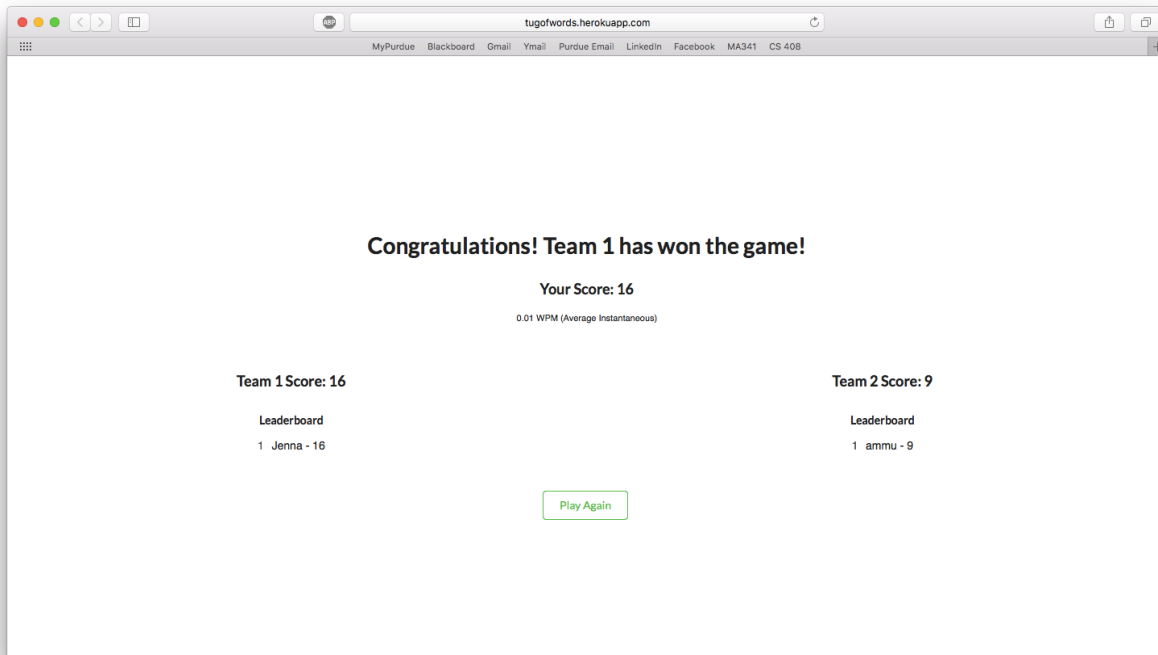 ABP tugofwords.herokuapp.com
MyPurdue Blackboard Gmail Ymail Purdue Email LinkedIn Facebook MA341 CS 408
Congratulations! Team 1 has won the game!
Your Score: 16
0.01 WPM (Average Instantaneous)
Team 1 Score: 16
Leaderboard
1 Jenna - 16
Team 2 Score: 9
Leaderboard
1 ammu - 9
Play Again